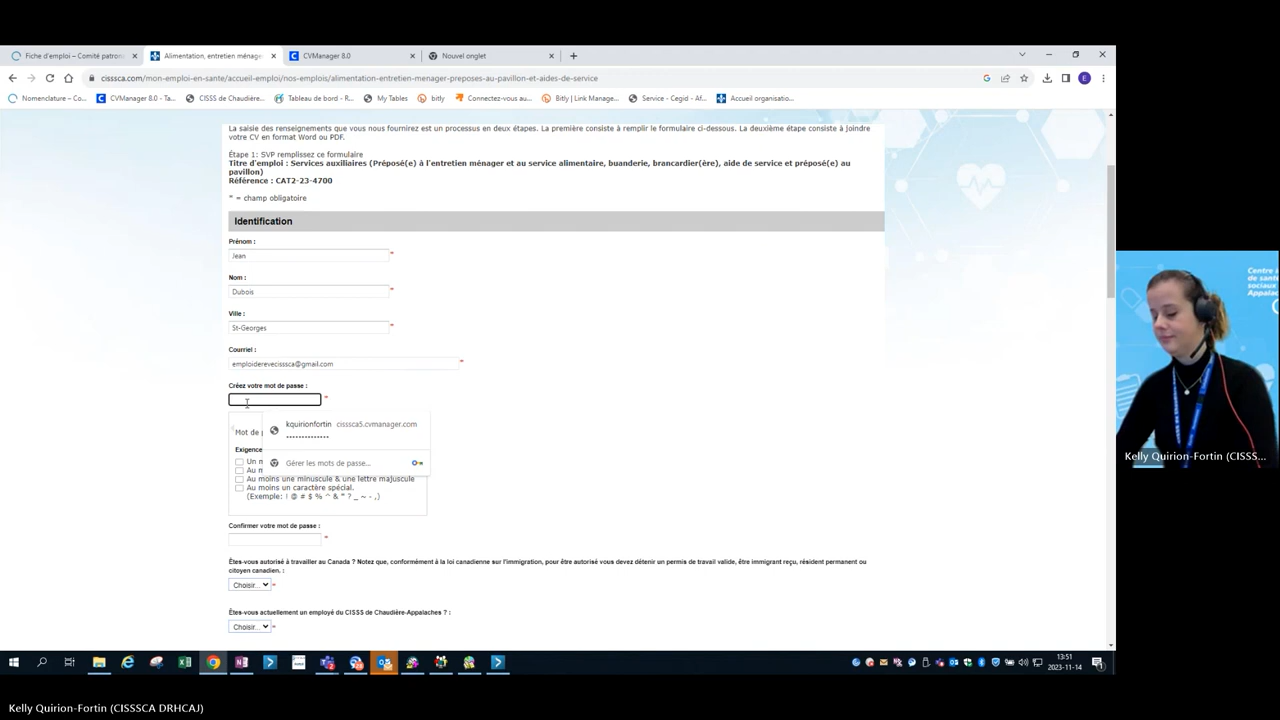 Fiche d'emploi – Comité patron
Alimentation, entretien ménage
CVManager 8.0
Nouvel onglet
cisssca.com/mon-emploi-en-sante/accueil-emploi/nos-emplois/alimentation-entretien-menager-preposes-au-pavillon-et-aides-de-service
E
Nomenclature – Co...
CVManager 8.0 - Ta...
CISSS de Chaudière...
Tableau de bord - R...
My Tables
bitly
Connectez-vous au...
Bitly | Link Manage...
Service - Cegid - Af...
Accueil organisatio...
La saisie des renseignements que vous nous fournirez est un processus en deux étapes. La première consiste à remplir le formulaire ci-dessous. La deuxième étape consiste à joindre
votre CV en format Word ou PDF.
Étape 1: SVP remplissez ce formulaire
Titre d'emploi : Services auxiliaires (Préposé(e) à l'entretien ménager et au service alimentaire, buanderie, brancardier(ère), aide de service et préposé(e) au
pavillon)
Référence : CAT2-23-4700
* = champ obligatoire
Identification
Prénom :
Jean *
Nom :
Dubois *
Ville :
St-Georges *
Courriel :
emploiderevecisssca@gmail.com *
Créez votre mot de passe :
*
kquirionfortin cisssca5.cvmanager.com
••••••••••••••
Mot de p
Exigence
Gérer les mots de passe...
Un m
Au m
Au moins une minuscule & une lettre majuscule
Au moins un caractère spécial.
(Exemple: ! @ # $ % ^ & * ? _ ~ - ,)
Confirmer votre mot de passe :
*
Êtes-vous autorisé à travailler au Canada ? Notez que, conformément à la loi canadienne sur l'immigration, pour être autorisé vous devez détenir un permis de travail valide, être immigrant reçu, résident permanent ou
citoyen canadien. :
Choisir... *
Êtes-vous actuellement un employé du CISSS de Chaudière-Appalaches ? :
Choisir... *
13:51
2023-11-14
Centre i
de santé
sociaux
Appalac
Kelly Quirion-Fortin (CISSS...
Kelly Quirion-Fortin (CISSSCA DRHCAJ)